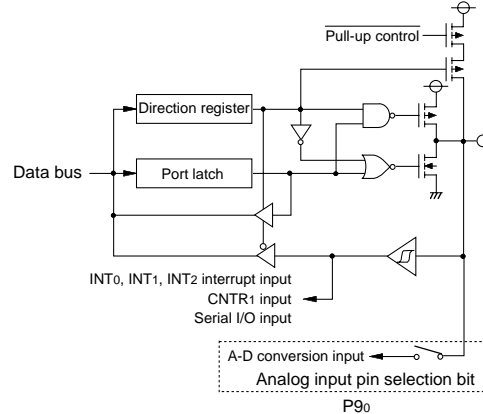 Pull-up control
Direction register
Data bus
Port latch
INT0, INT1, INT2 interrupt input
CNTR1 input
Serial I/O input
A-D conversion input
Analog input pin selection bit
P90